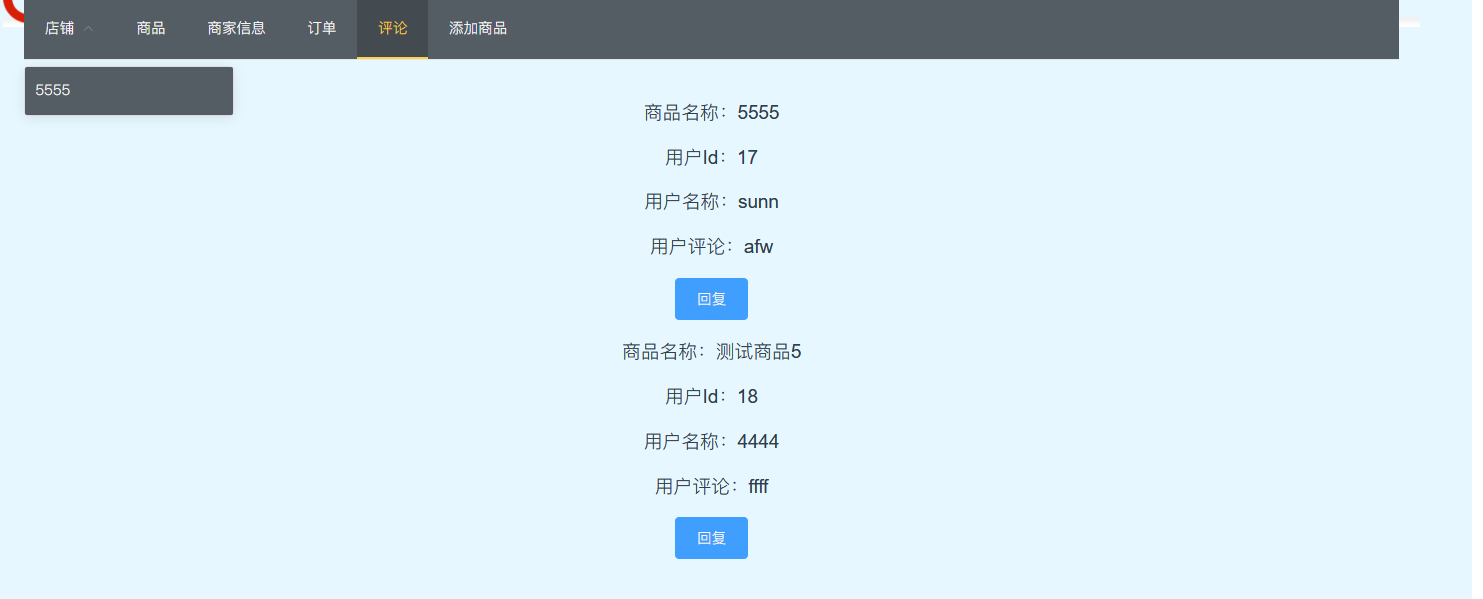 店铺 商品 商家信息 订单 评论 添加商品
5555
商品名称：5555
用户Id：17
用户名称：sunn
用户评论：afw
回复
商品名称：测试商品5
用户Id：18
用户名称：4444
用户评论：ffff
回复